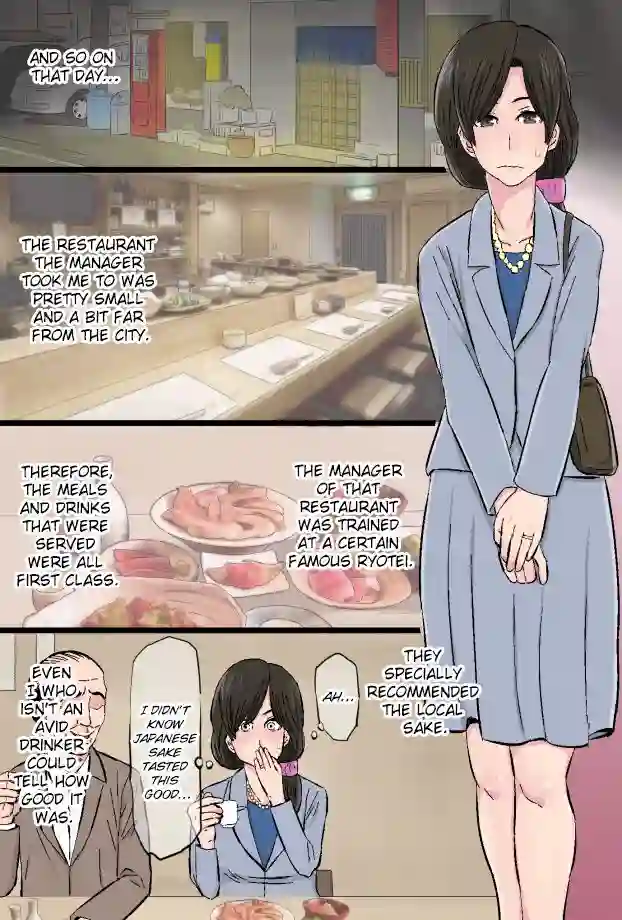 AND SO ON
THAT DAY...
THE RESTAURANT
THE MANAGER
TOOK ME TO WAS
PRETTY SMALL
AND A BIT FAR
FROM THE CITY.
THE MANAGER
OF THAT
RESTAURANT
WAS TRAINED
AT A CERTAIN
FAMOUS RYOTEI.
THEREFORE,
THE MEALS
AND DRINKS
THAT WERE
SERVED
WERE ALL
FIRST CLASS.
THEY
SPECIALLY
RECOMMENDED
THE LOCAL
SAKE.
AH...
I DIDN'T
KNOW
JAPANESE
SAKE
TASTED
THIS
GOOD...
EVEN
I WHO
ISN'T AN
AVID
DRINKER
COULD
TELL HOW
GOOD IT
WAS.